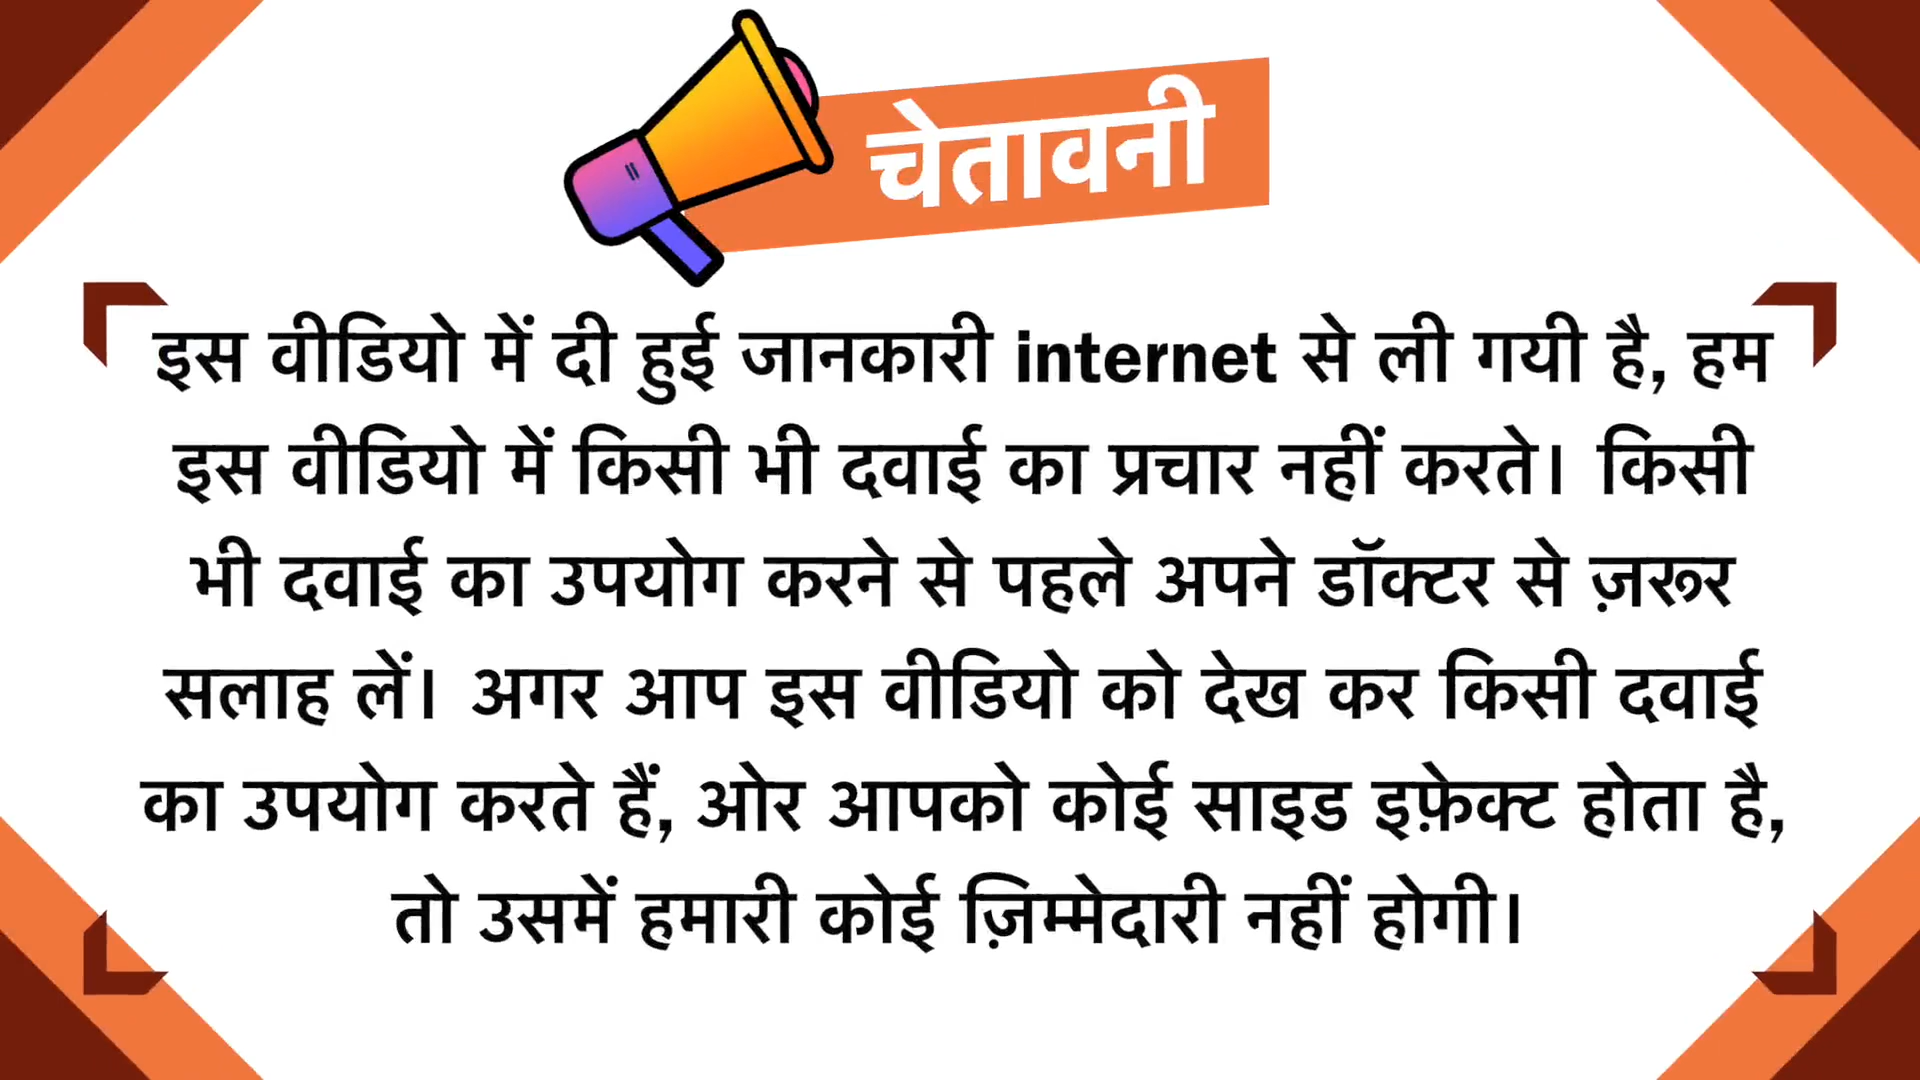 चेतावनी
इस वीडियो में दी हुई जानकारी internet से ली गयी है, हम
इस वीडियो में किसी भी दवाई का प्रचार नहीं करते। किसी
भी दवाई का उपयोग करने से पहले अपने डॉक्टर से ज़रूर
सलाह लें। अगर आप इस वीडियो को देख कर किसी दवाई
का उपयोग करते हैं, ओर आपको कोई साइड इफ़ेक्ट होता है,
तो उसमें हमारी कोई ज़िम्मेदारी नहीं होगी।